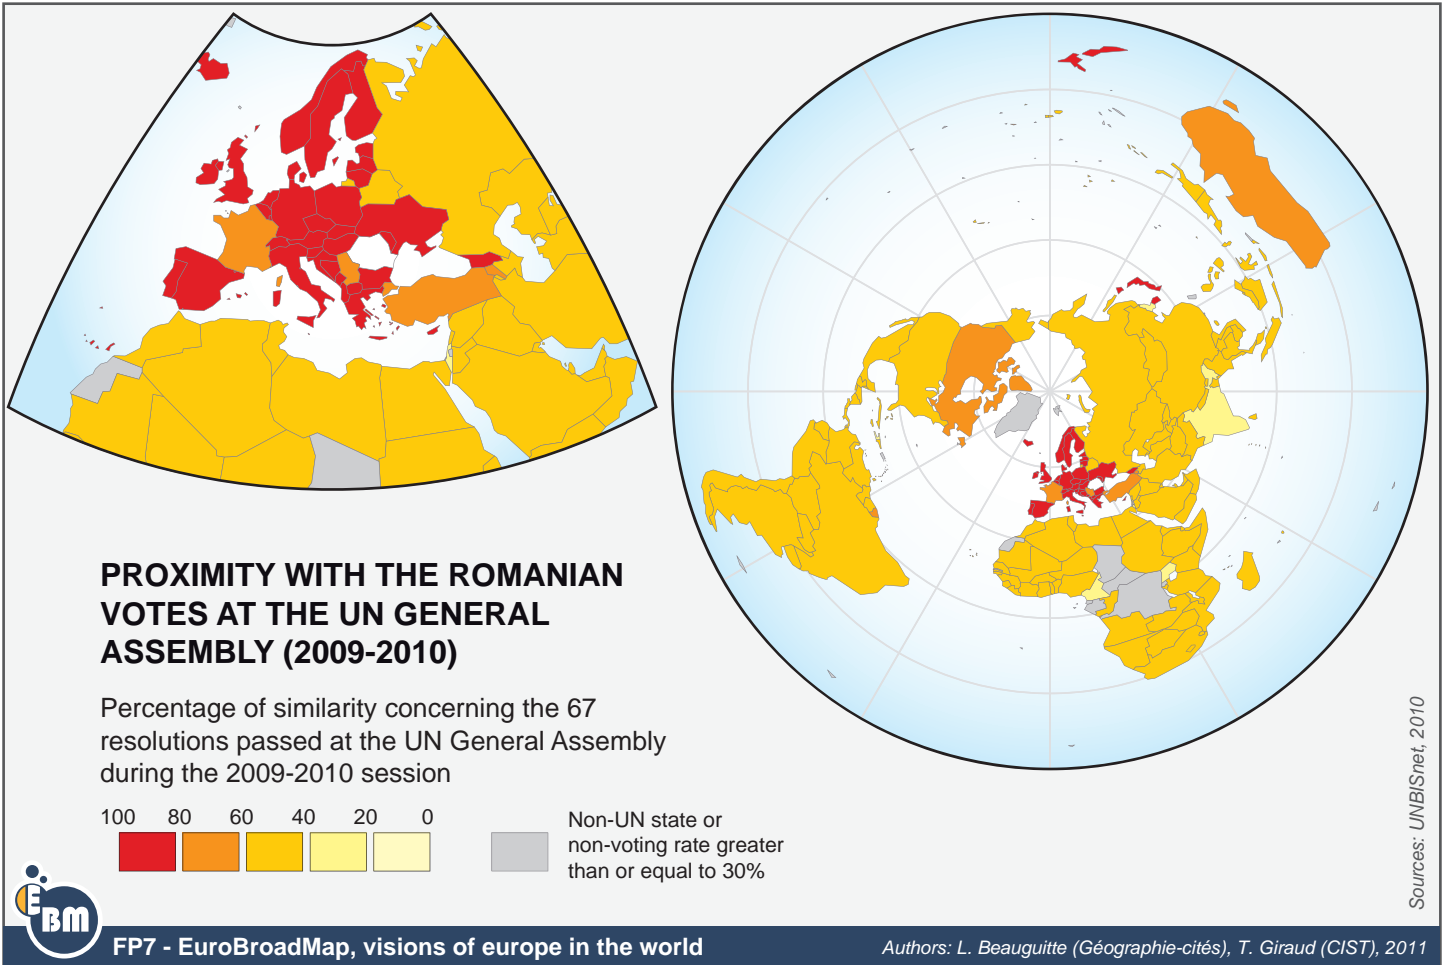 PROXIMITY WITH THE ROMANIAN
VOTES AT THE UN GENERAL
ASSEMBLY (2009-2010)
Percentage of similarity concerning the 67
resolutions passed at the UN General Assembly
during the 2009-2010 session
100 80 60 40 20 0
Non-UN state or
non-voting rate greater
than or equal to 30%
Sources: UNBISnet, 2010
EBM
FP7 - EuroBroadMap, visions of europe in the world
Authors: L. Beauguitte (Géographie-cités), T. Giraud (CIST), 2011